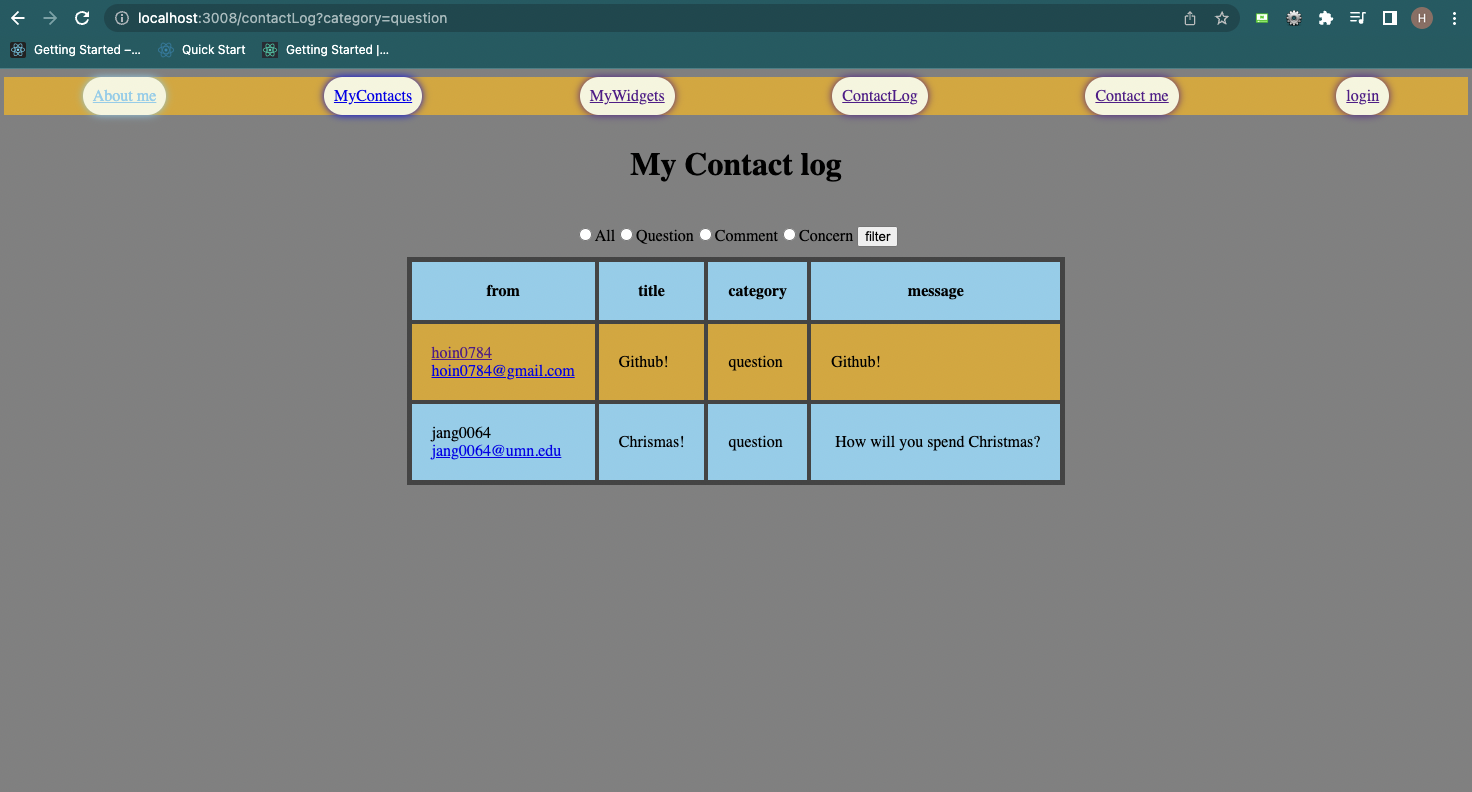 localhost:3008/contactLog?category=question
H
Getting Started –... Quick Start Getting Started |...
About me MyContacts MyWidgets ContactLog Contact me login
My Contact log
All Question Comment Concern filter
from title category message
hoin0784
hoin0784@gmail.com Github! question Github!
jang0064
jang0064@umn.edu Chrismas! question How will you spend Christmas?